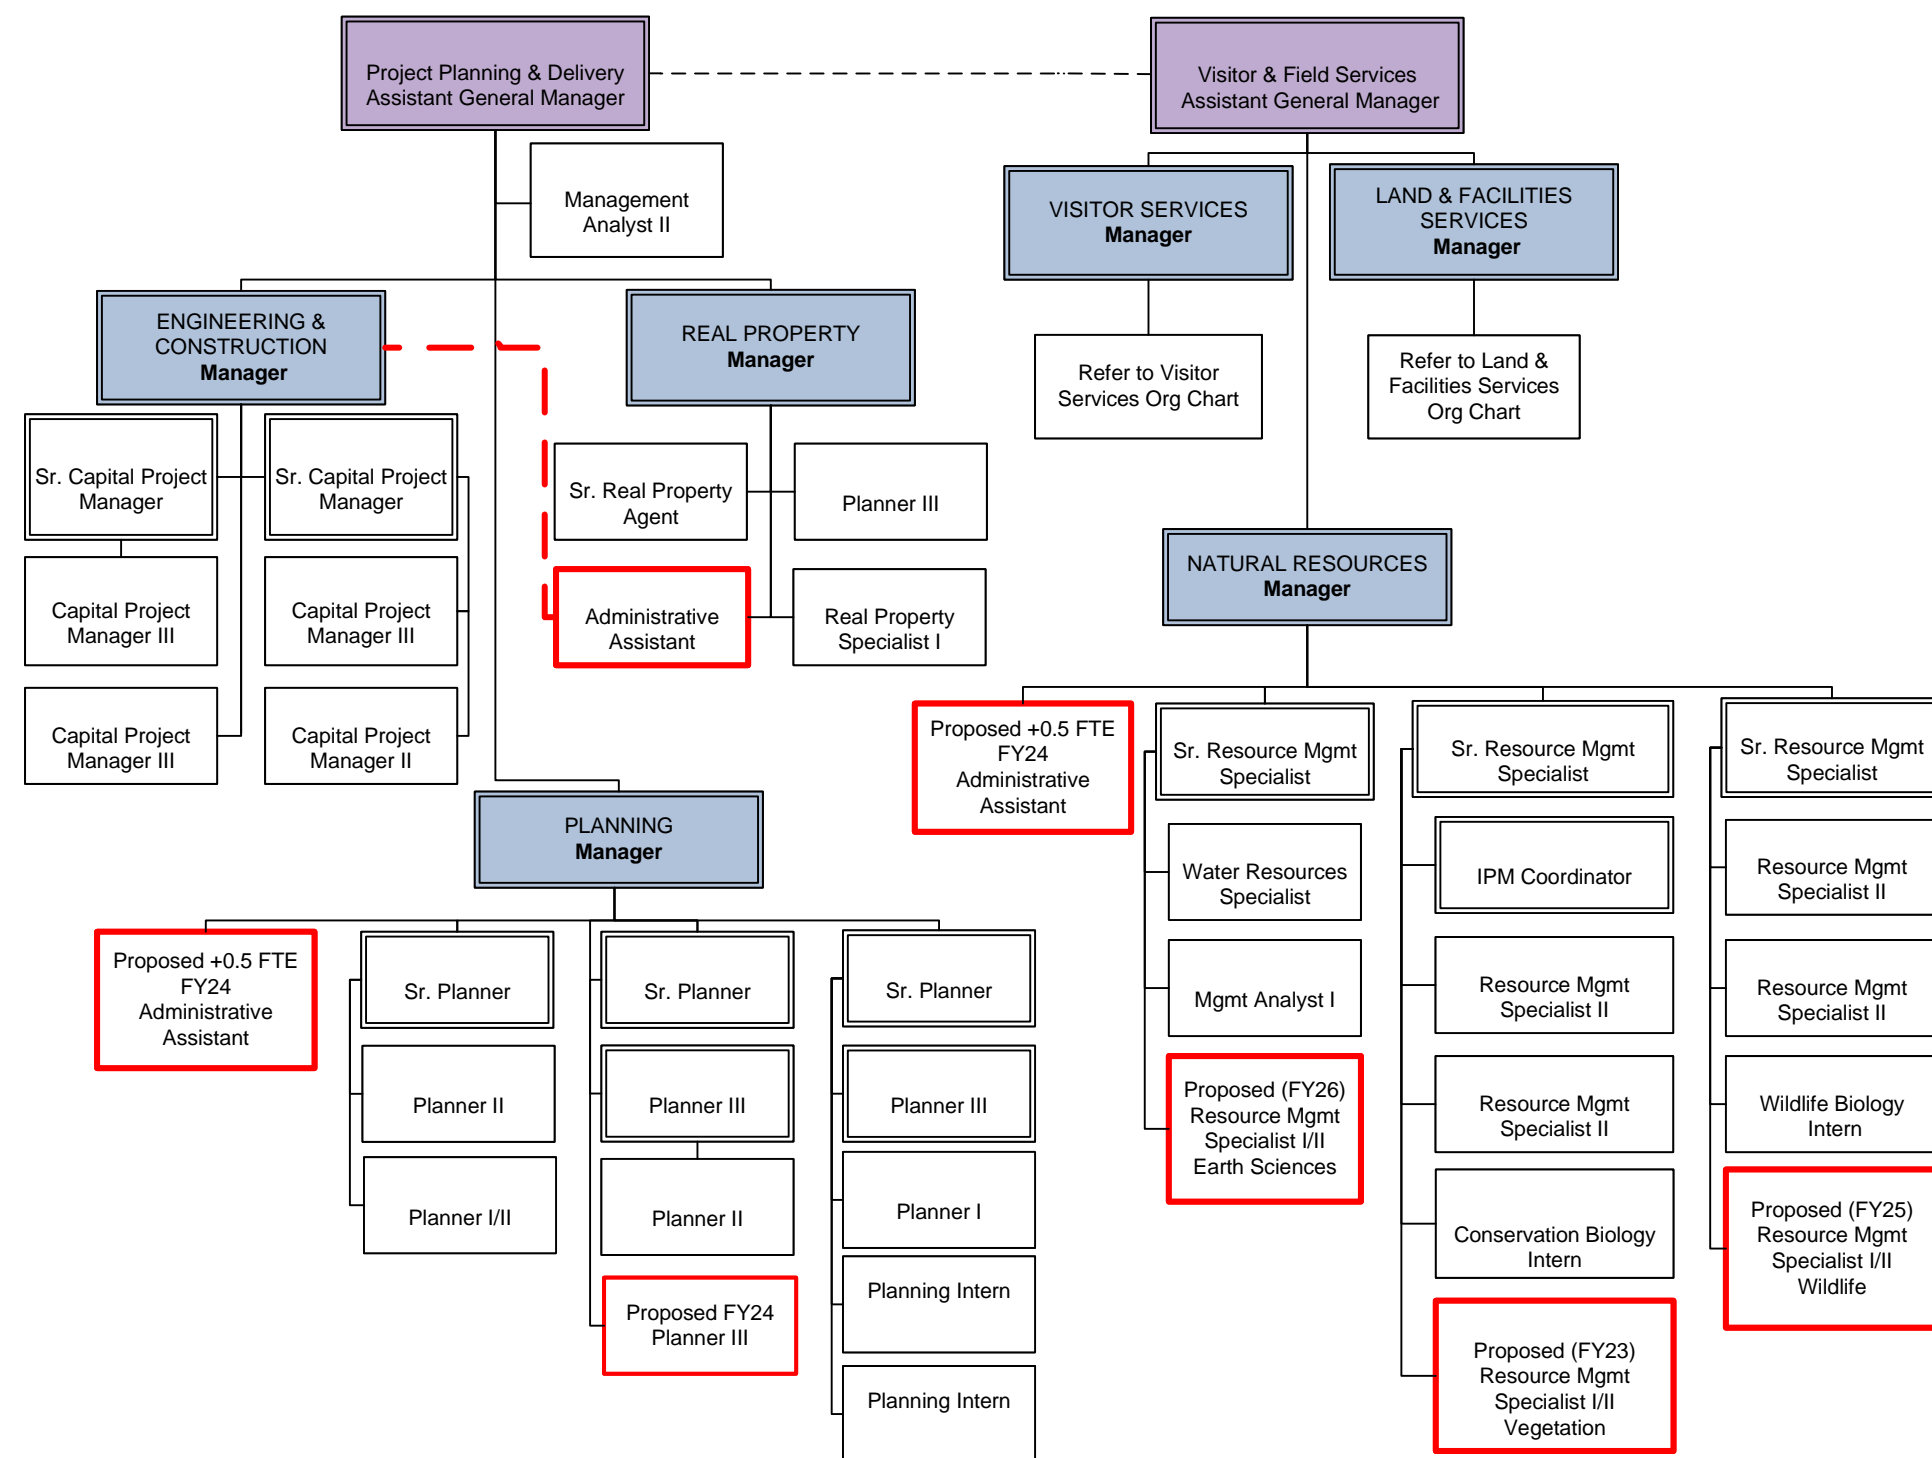 Project Planning & Delivery
Assistant General Manager
Visitor & Field Services
Assistant General Manager
Management
Analyst II
VISITOR SERVICES
Manager
LAND & FACILITIES
SERVICES
Manager
ENGINEERING &
CONSTRUCTION
Manager
REAL PROPERTY
Manager
Refer to Visitor
Services Org Chart
Refer to Land &
Facilities Services
Org Chart
Sr. Capital Project
Manager
Sr. Capital Project
Manager
Sr. Real Property
Agent
Planner III
Capital Project
Manager III
Capital Project
Manager III
Administrative
Assistant
Real Property
Specialist I
NATURAL RESOURCES
Manager
Capital Project
Manager III
Capital Project
Manager II
PLANNING
Manager
Proposed +0.5 FTE
FY24
Administrative
Assistant
Sr. Planner
Planner II
Planner I/II
Sr. Planner
Planner III
Planner II
Proposed FY24
Planner III
Sr. Planner
Planner III
Planner I
Planning Intern
Planning Intern
Proposed +0.5 FTE
FY24
Administrative
Assistant
Sr. Resource Mgmt
Specialist
Water Resources
Specialist
Mgmt Analyst I
Proposed (FY26)
Resource Mgmt
Specialist I/II
Earth Sciences
Sr. Resource Mgmt
Specialist
IPM Coordinator
Resource Mgmt
Specialist II
Resource Mgmt
Specialist II
Conservation Biology
Intern
Proposed (FY23)
Resource Mgmt
Specialist I/II
Vegetation
Sr. Resource Mgmt
Specialist
Resource Mgmt
Specialist II
Resource Mgmt
Specialist II
Wildlife Biology
Intern
Proposed (FY25)
Resource Mgmt
Specialist I/II
Wildlife